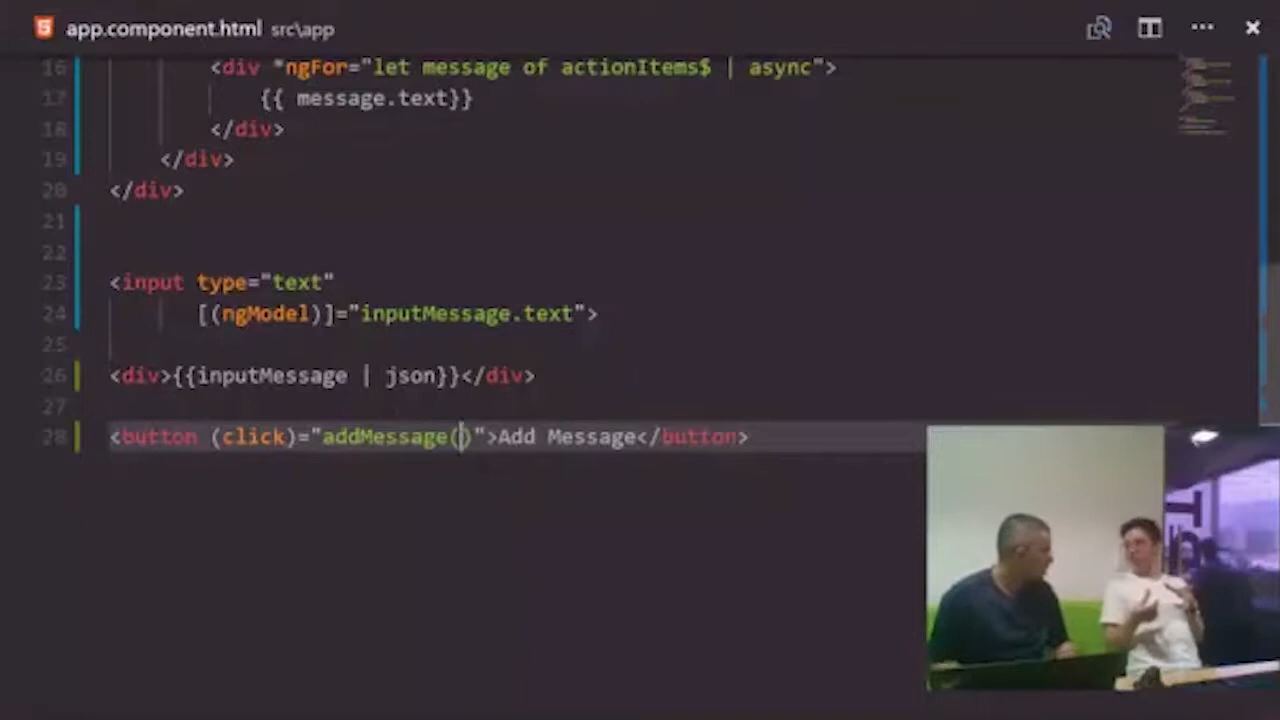 app.component.html src\app
16 <div *ngFor="let message of actionItems$ | async">
17 {{ message.text}}
18 </div>
19 </div>
20 </div>
21
22
23 <input type="text"
24 [(ngModel)]="inputMessage.text">
25
26 <div>{{inputMessage | json}}</div>
27
28 <button (click)="addMessage()">Add Message</button>